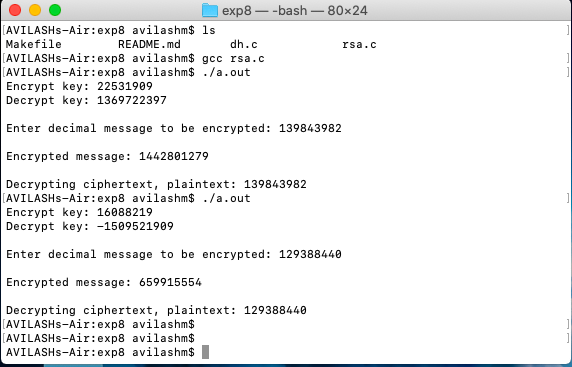 exp8 — -bash — 80×24
[AVILASHs-Air:exp8 avilashm$ ls ]
Makefile README.md dh.c rsa.c
[AVILASHs-Air:exp8 avilashm$ gcc rsa.c ]
[AVILASHs-Air:exp8 avilashm$ ./a.out ]
Encrypt key: 22531909
Decrypt key: 1369722397
Enter decimal message to be encrypted: 139843982
Encrypted message: 1442801279
Decrypting ciphertext, plaintext: 139843982
[AVILASHs-Air:exp8 avilashm$ ./a.out ]
Encrypt key: 16088219
Decrypt key: -1509521909
Enter decimal message to be encrypted: 129388440
Encrypted message: 659915554
Decrypting ciphertext, plaintext: 129388440
[AVILASHs-Air:exp8 avilashm$ ]
[AVILASHs-Air:exp8 avilashm$ ]
AVILASHs-Air:exp8 avilashm$